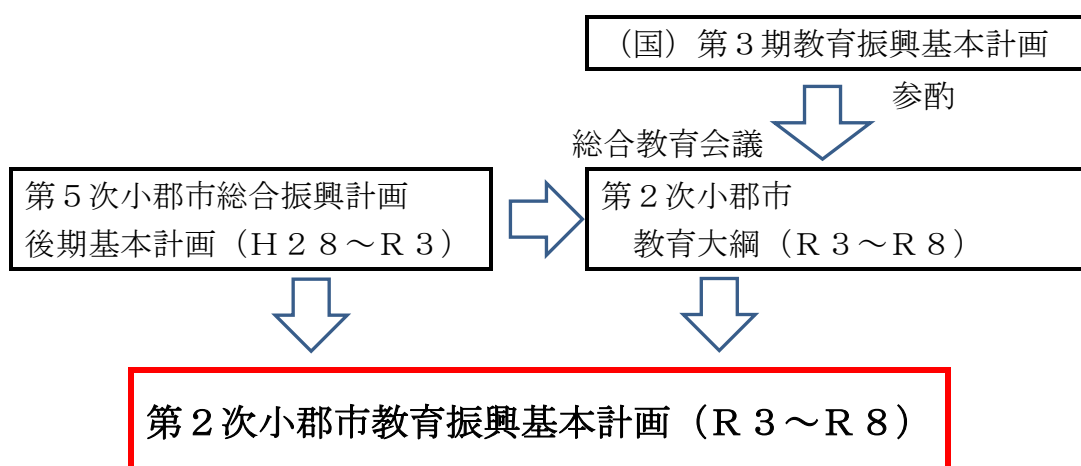 （国）第３期教育振興基本計画
参酌
総合教育会議
第５次小郡市総合振興計画
後期基本計画（Ｈ２８～Ｒ３）
第２次小郡市
教育大綱（Ｒ３～Ｒ８）
第２次小郡市教育振興基本計画（Ｒ３～Ｒ８）